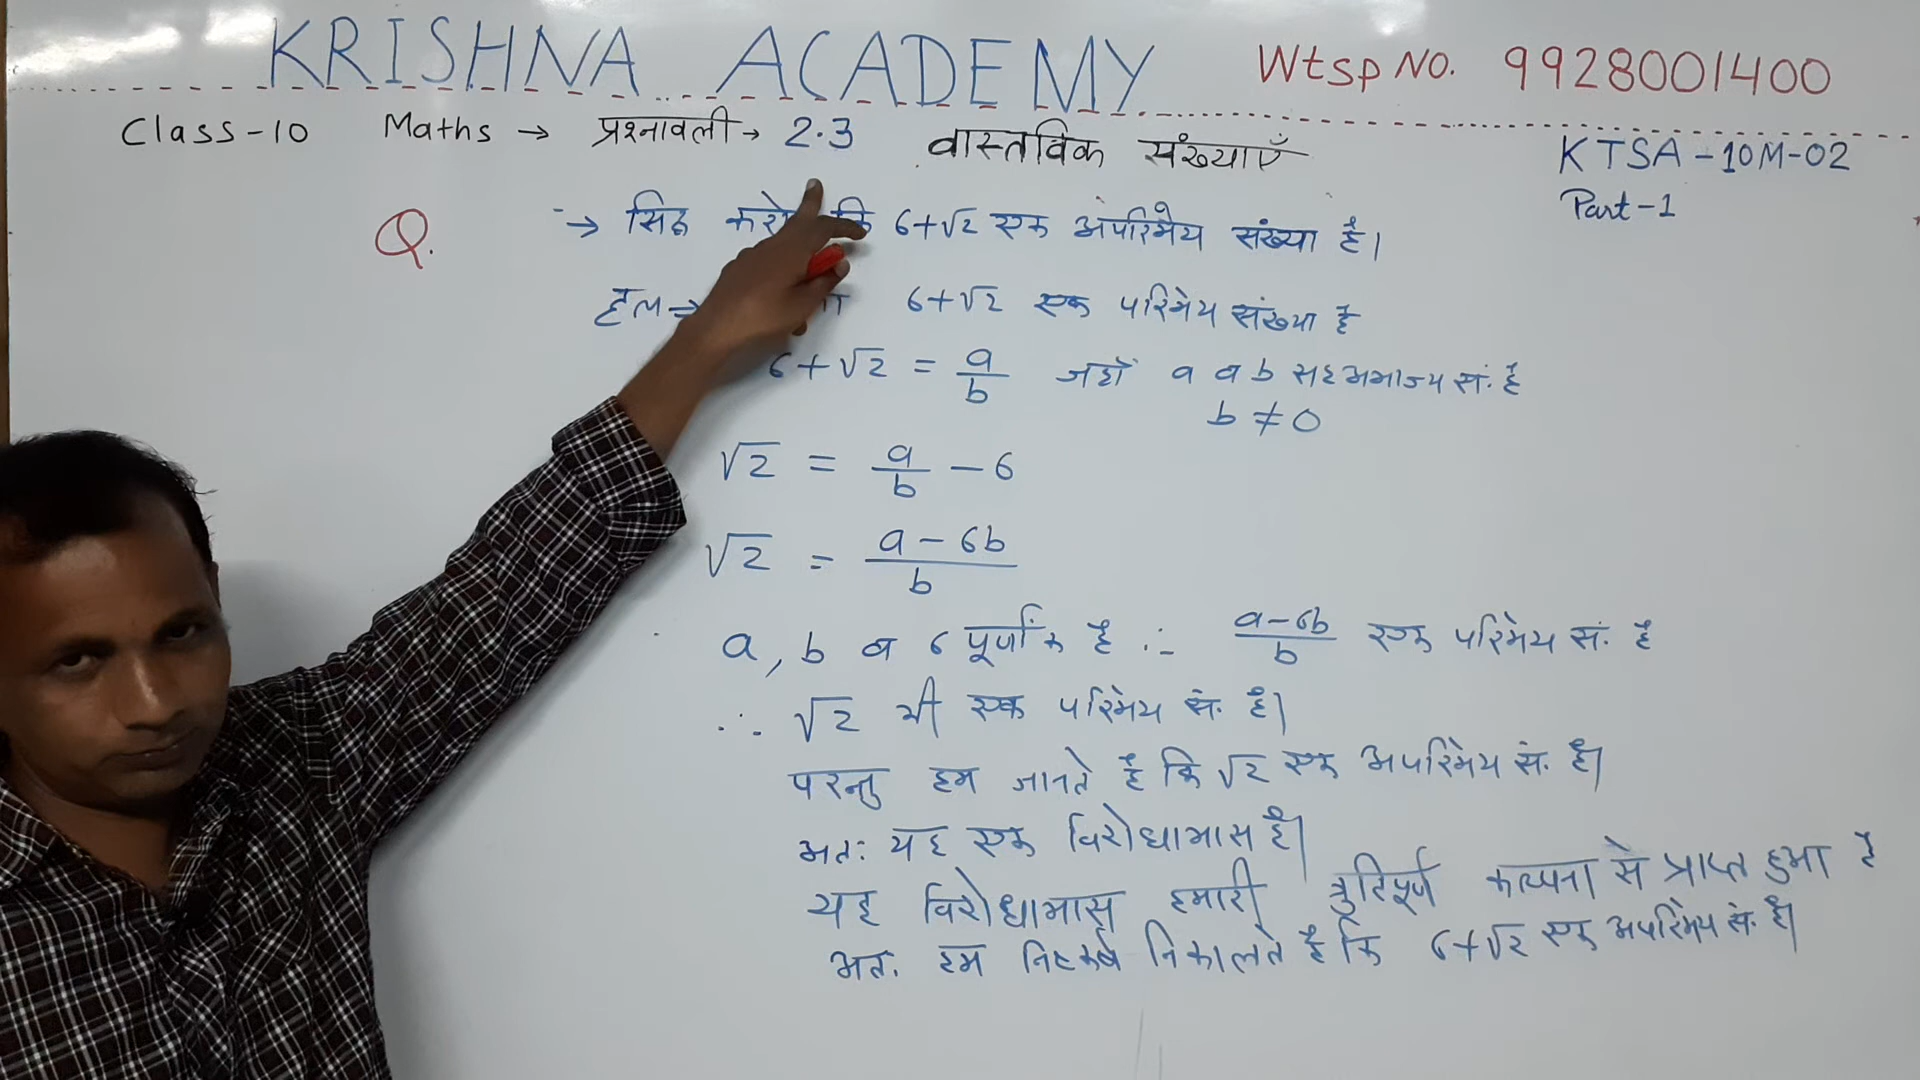 KRISHNA ACADEMY Wtsp NO. 9928001400
Class-10 Maths → प्रश्नावली → 2.3 वास्तविक संख्याएँ KTSA-10M-02
Part-1
Q. → सिद्ध करो कि 6+√2 एक अपरिमेय संख्या है।
हल → 6+√2 एक परिमेय संख्या है
6+√2 = a/b जहाँ a व b सहअभाज्य सं. है
b ≠ 0
√2 = a/b - 6
√2 = (a-6b)/b
a, b व 6 पूर्णांक है ∴ (a-6b)/b एक परिमेय सं. है
∴ √2 भी एक परिमेय सं. है।
परन्तु हम जानते है कि √2 एक अपरिमेय सं. है।
अतः यह एक विरोधाभास है।
यह विरोधाभास हमारी त्रुटिपूर्ण कल्पना से प्राप्त हुआ है
अत. हम निष्कर्ष निकालते है कि 6+√2 एक अपरिमेय सं. है।